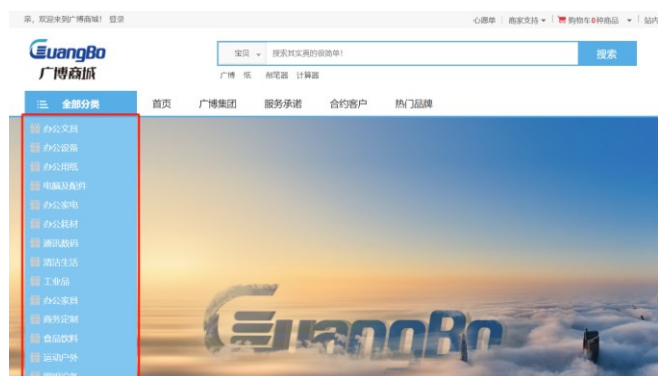 亲，欢迎来到广博商城！ 登录
心愿单 商家支持 购物车0种商品 站内
GuangBo
广博商城
宝贝 搜索其实真的很简单！ 搜索
广博 纸 削笔器 计算器
全部分类 首页 广博集团 服务承诺 合约客户 热门品牌
办公文具
办公设备
办公用纸
电脑及配件
办公家电
办公耗材
通讯数码
清洁生活
工业品
办公家具
商务定制
食品饮料
运动户外
GuangBo